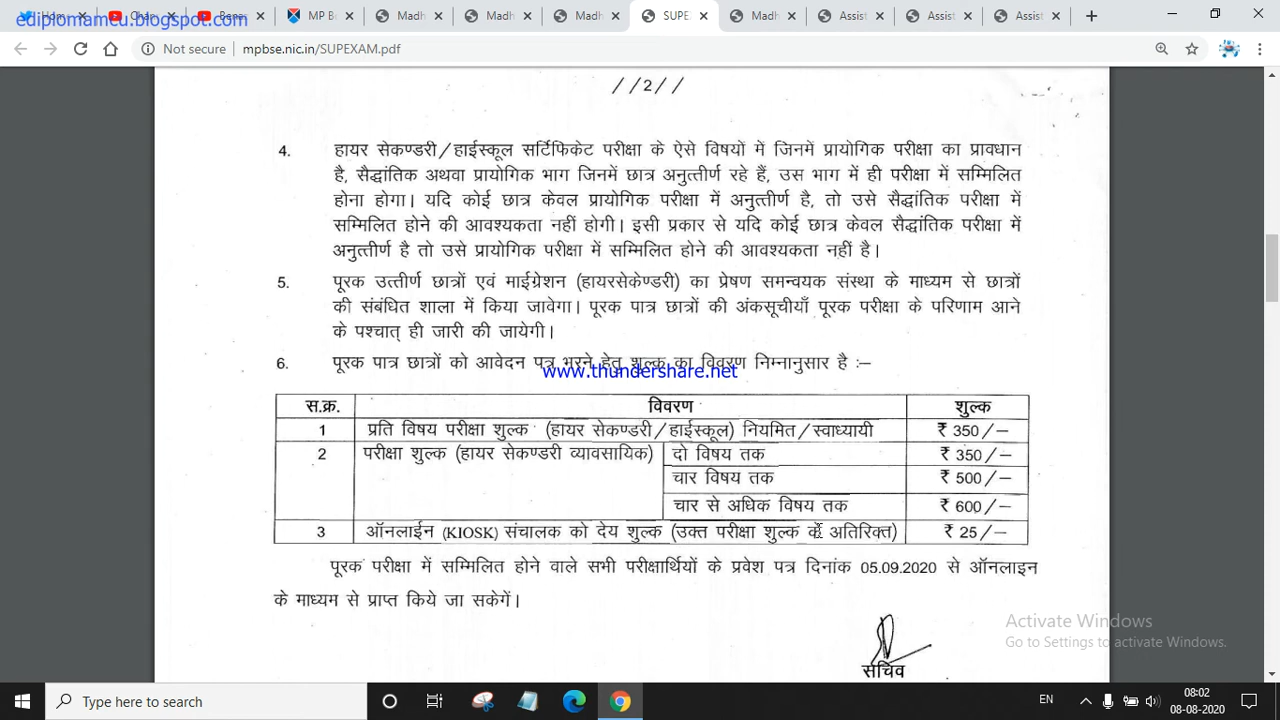 edipiomamedu.blogspot.com
MP Bo
Madh
Madh
Madh
SUPEX
Madh
Assist
Assist
Assist
Not secure
mpbse.nic.in/SUPEXAM.pdf
//2//
4. हायर सेकण्डरी/हाईस्कूल सर्टिफिकेट परीक्षा के ऐसे विषयों में जिनमें प्रायोगिक परीक्षा का प्रावधान
है, सैद्धांतिक अथवा प्रायोगिक भाग जिनमें छात्र अनुत्तीर्ण रहे हैं, उस भाग में ही परीक्षा में सम्मिलित
होना होगा। यदि कोई छात्र केवल प्रायोगिक परीक्षा में अनुत्तीर्ण है, तो उसे सैद्धांतिक परीक्षा में
सम्मिलित होने की आवश्यकता नहीं होगी। इसी प्रकार से यदि कोई छात्र केवल सैद्धांतिक परीक्षा में
अनुत्तीर्ण है तो उसे प्रायोगिक परीक्षा में सम्मिलित होने की आवश्यकता नहीं है।
5. पूरक उत्तीर्ण छात्रों एवं माईग्रेशन (हायरसेकेण्डरी) का प्रेषण समन्वयक संस्था के माध्यम से छात्रों
की संबंधित शाला में किया जावेगा। पूरक पात्र छात्रों की अंकसूचीयाँ पूरक परीक्षा के परिणाम आने
के पश्चात् ही जारी की जायेगी।
6. पूरक पात्र छात्रों को आवेदन पत्र भरने हेतु शुल्क का विवरण निम्नानुसार है :–
www.thundershare.net
स.क्र. विवरण शुल्क
1 प्रति विषय परीक्षा शुल्क (हायर सेकण्डरी/हाईस्कूल) नियमित/स्वाध्यायी ₹ 350/–
2 परीक्षा शुल्क (हायर सेकण्डरी व्यावसायिक) दो विषय तक ₹ 350/–
चार विषय तक ₹ 500/–
चार से अधिक विषय तक ₹ 600/–
3 ऑनलाईन (KIOSK) संचालक को देय शुल्क (उक्त परीक्षा शुल्क के अतिरिक्त) ₹ 25/–
पूरक परीक्षा में सम्मिलित होने वाले सभी परीक्षार्थियों के प्रवेश पत्र दिनांक 05.09.2020 से ऑनलाइन
के माध्यम से प्राप्त किये जा सकेगें।
सचिव
Activate Windows
Go to Settings to activate Windows.
Type here to search
EN
08:02
08-08-2020